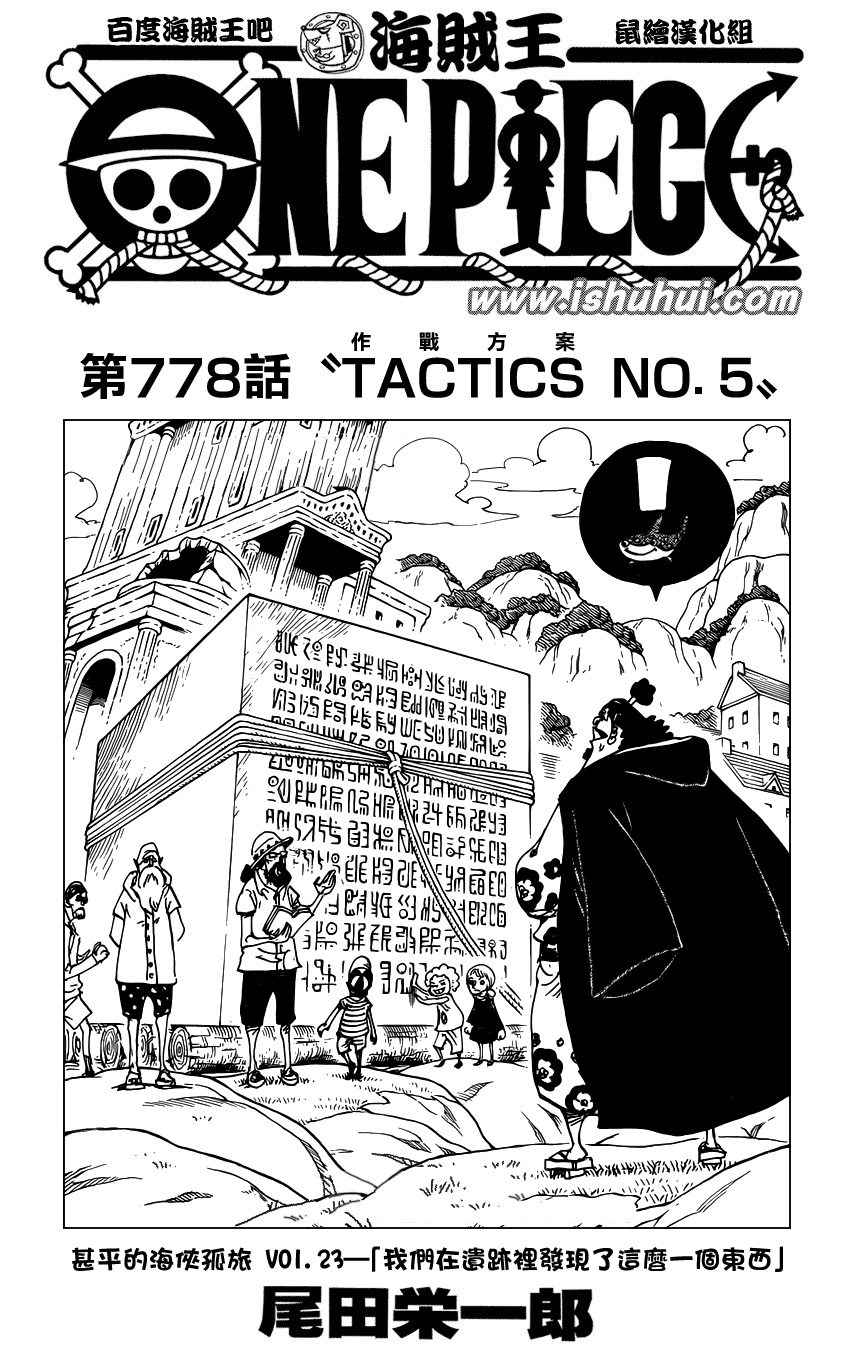 百度海賊王吧 海賊王 鼠繪漢化組
ONE PIECE
www.ishuhui.com
作戰方案
第778話〝TACTICS NO.5〟
甚平的海俠孤旅 VOl.23—「我們在遺跡裡發現了這麼一個東西」
尾田栄一郎